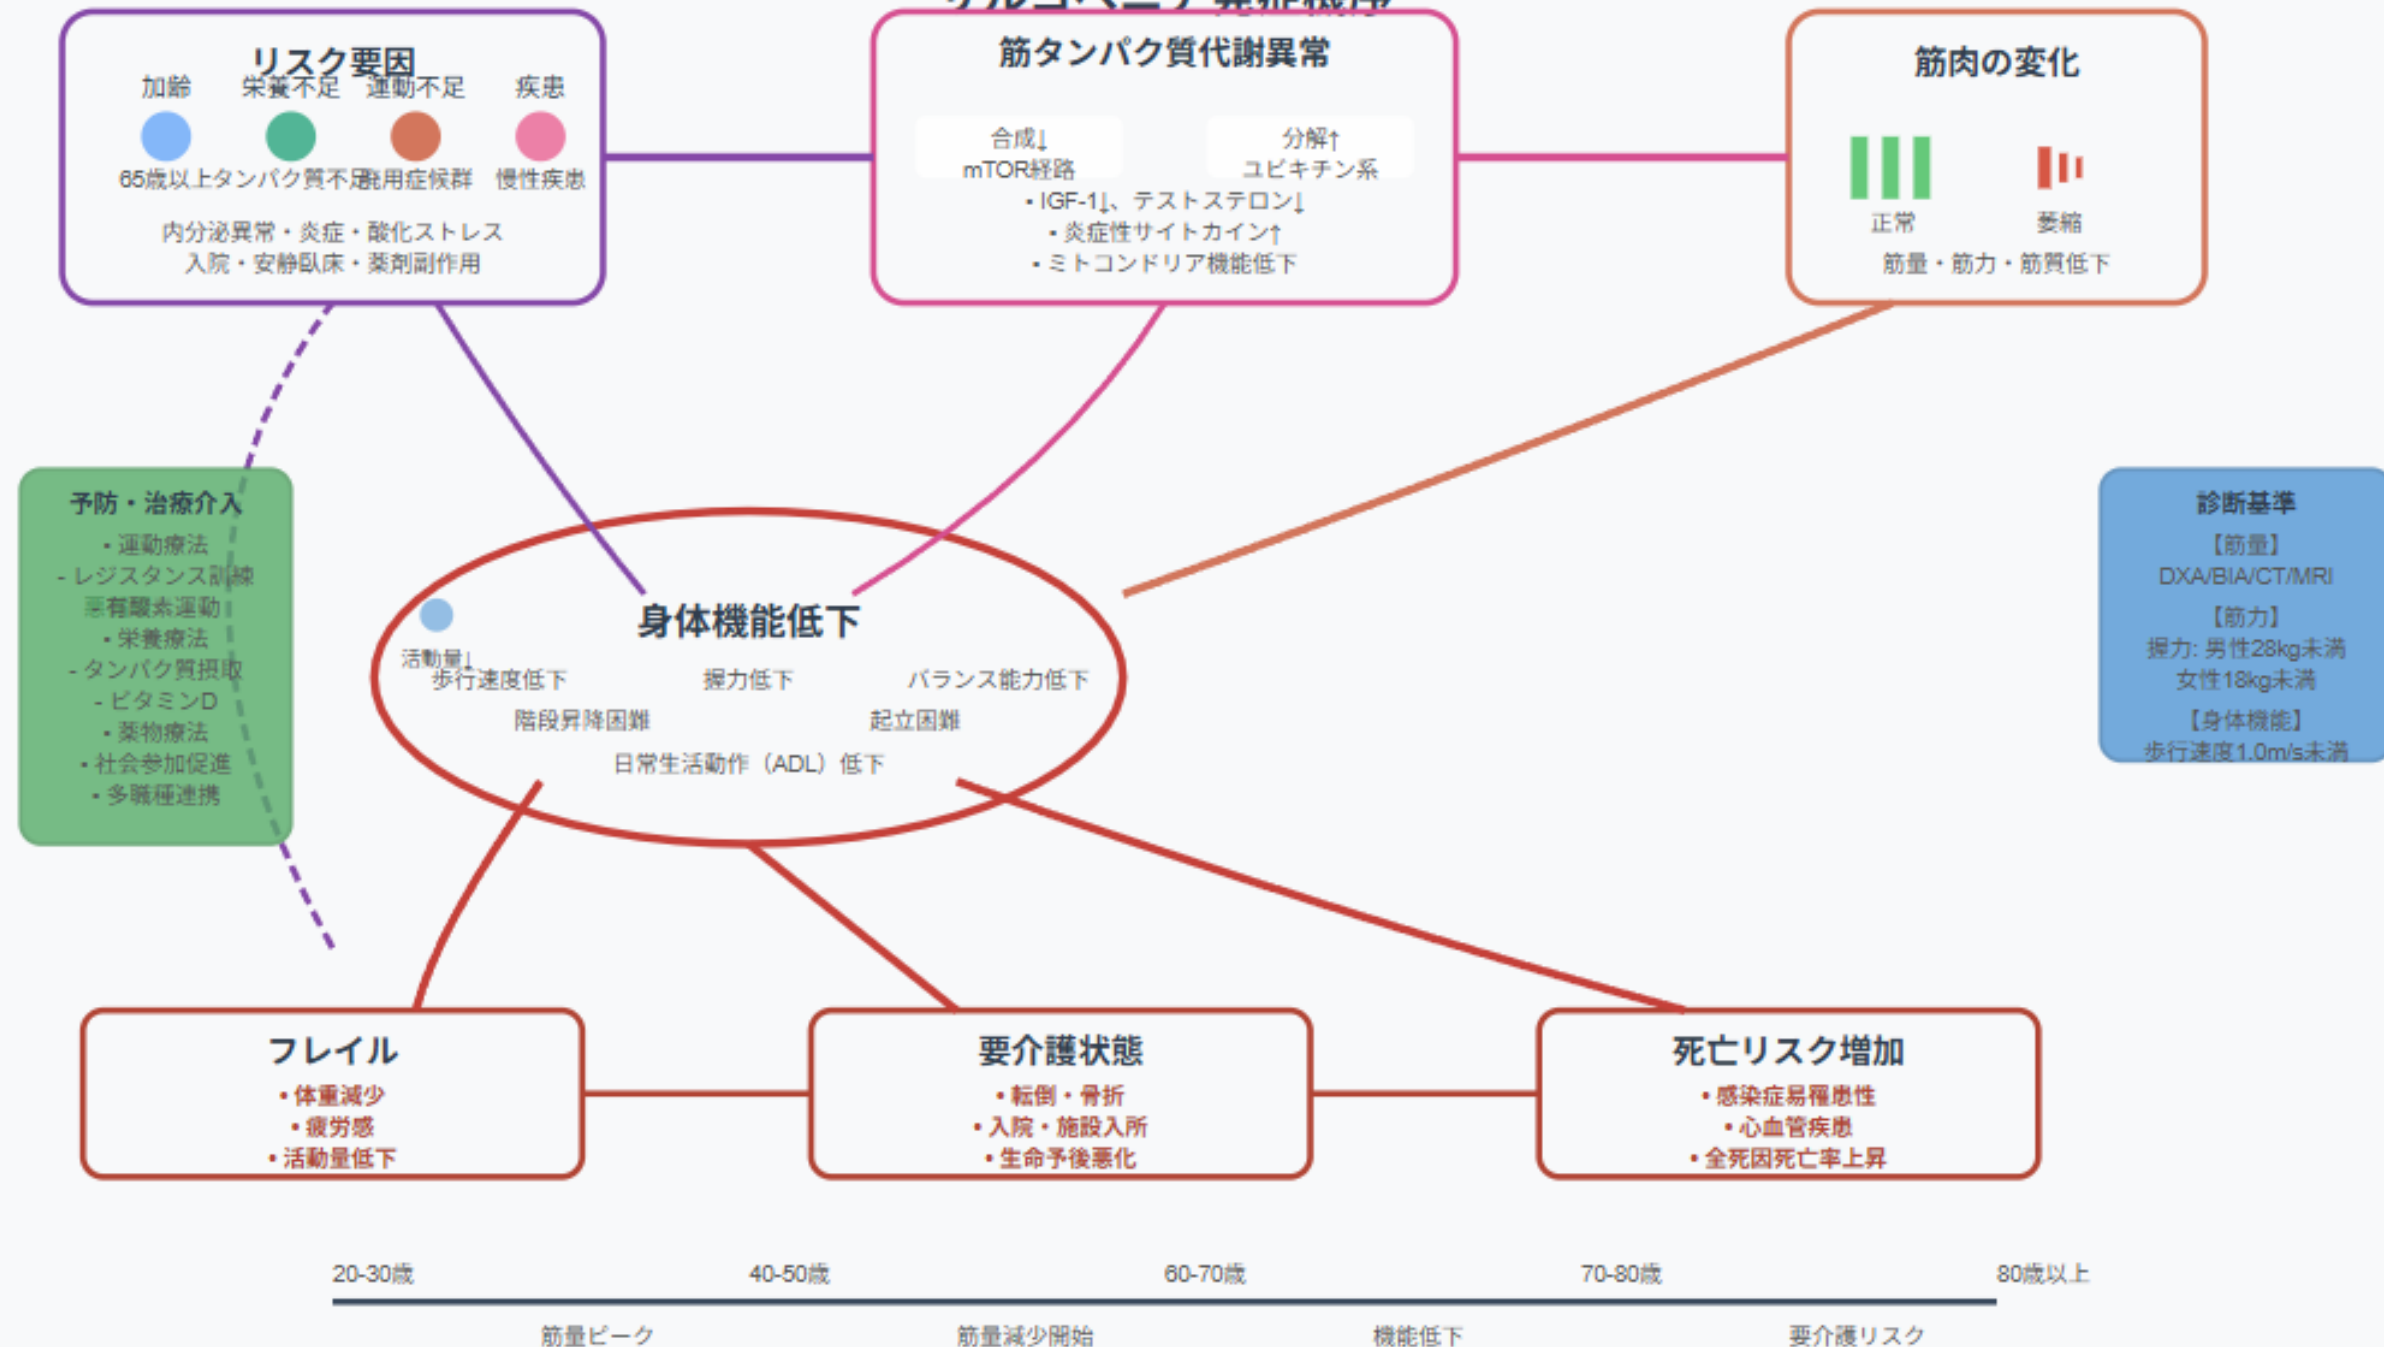 サルコペニア発症機序
リスク要因
加齢
栄養不足
運動不足
疾患
65歳以上
タンパク質不足
廃用症候群
慢性疾患
内分泌異常・炎症・酸化ストレス
入院・安静臥床・薬剤副作用
筋タンパク質代謝異常
合成↓
mTOR経路
分解↑
ユビキチン系
• IGF-1↓、テストステロン↓
• 炎症性サイトカイン↑
• ミトコンドリア機能低下
筋肉の変化
正常
萎縮
筋量・筋力・筋質低下
予防・治療介入
• 運動療法
- レジスタンス訓練
有酸素運動
• 栄養療法
- タンパク質摂取
- ビタミンD
• 薬物療法
• 社会参加促進
• 多職種連携
身体機能低下
活動量↓
歩行速度低下
握力低下
バランス能力低下
階段昇降困難
起立困難
日常生活動作（ADL）低下
診断基準
【筋量】
DXA/BIA/CT/MRI
【筋力】
握力: 男性28kg未満
女性18kg未満
【身体機能】
歩行速度1.0m/s未満
フレイル
• 体重減少
• 疲労感
• 活動量低下
要介護状態
• 転倒・骨折
• 入院・施設入所
• 生命予後悪化
死亡リスク増加
• 感染症易罹患性
• 心血管疾患
• 全死因死亡率上昇
20-30歳
40-50歳
60-70歳
70-80歳
80歳以上
筋量ピーク
筋量減少開始
機能低下
要介護リスク